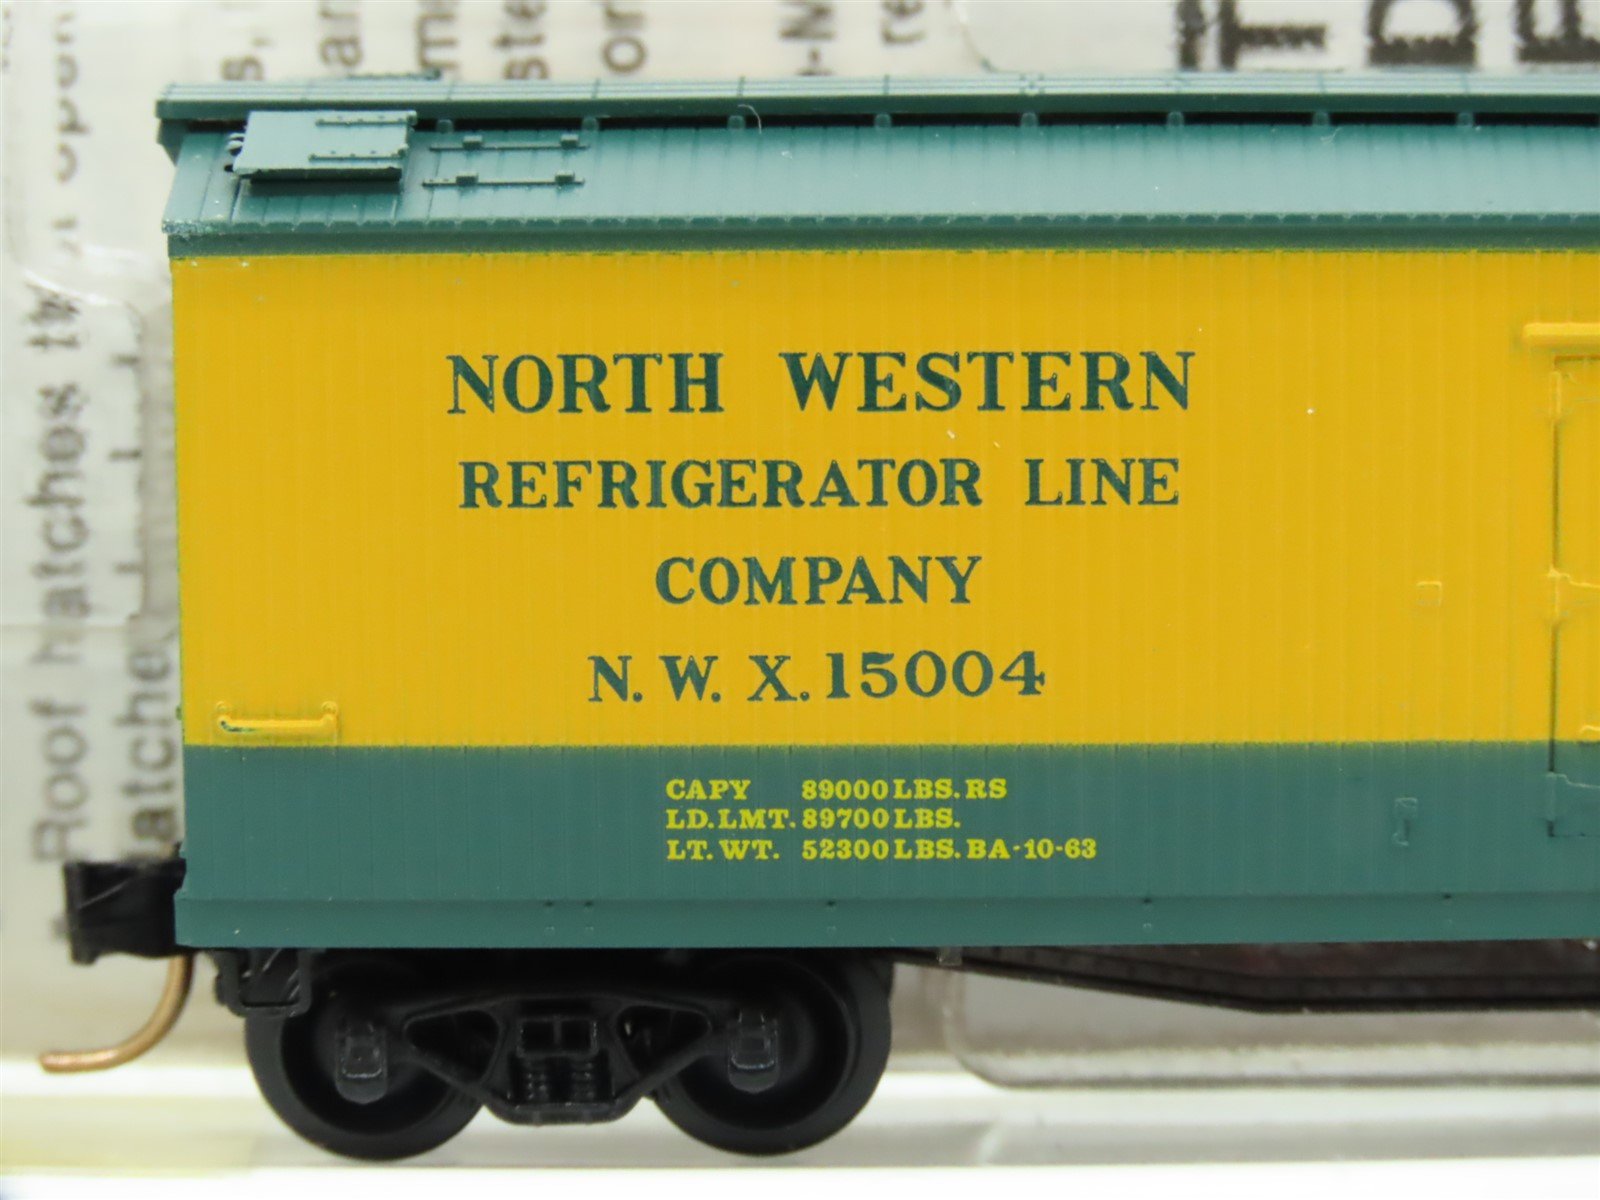 NORTH WESTERN
REFRIGERATOR LINE
COMPANY
N. W. X. 15004
CAPY 89000 LBS. RS
LD. LMT. 89700 LBS.
LT. WT. 52300 LBS. BA-10-63
Roof hatches